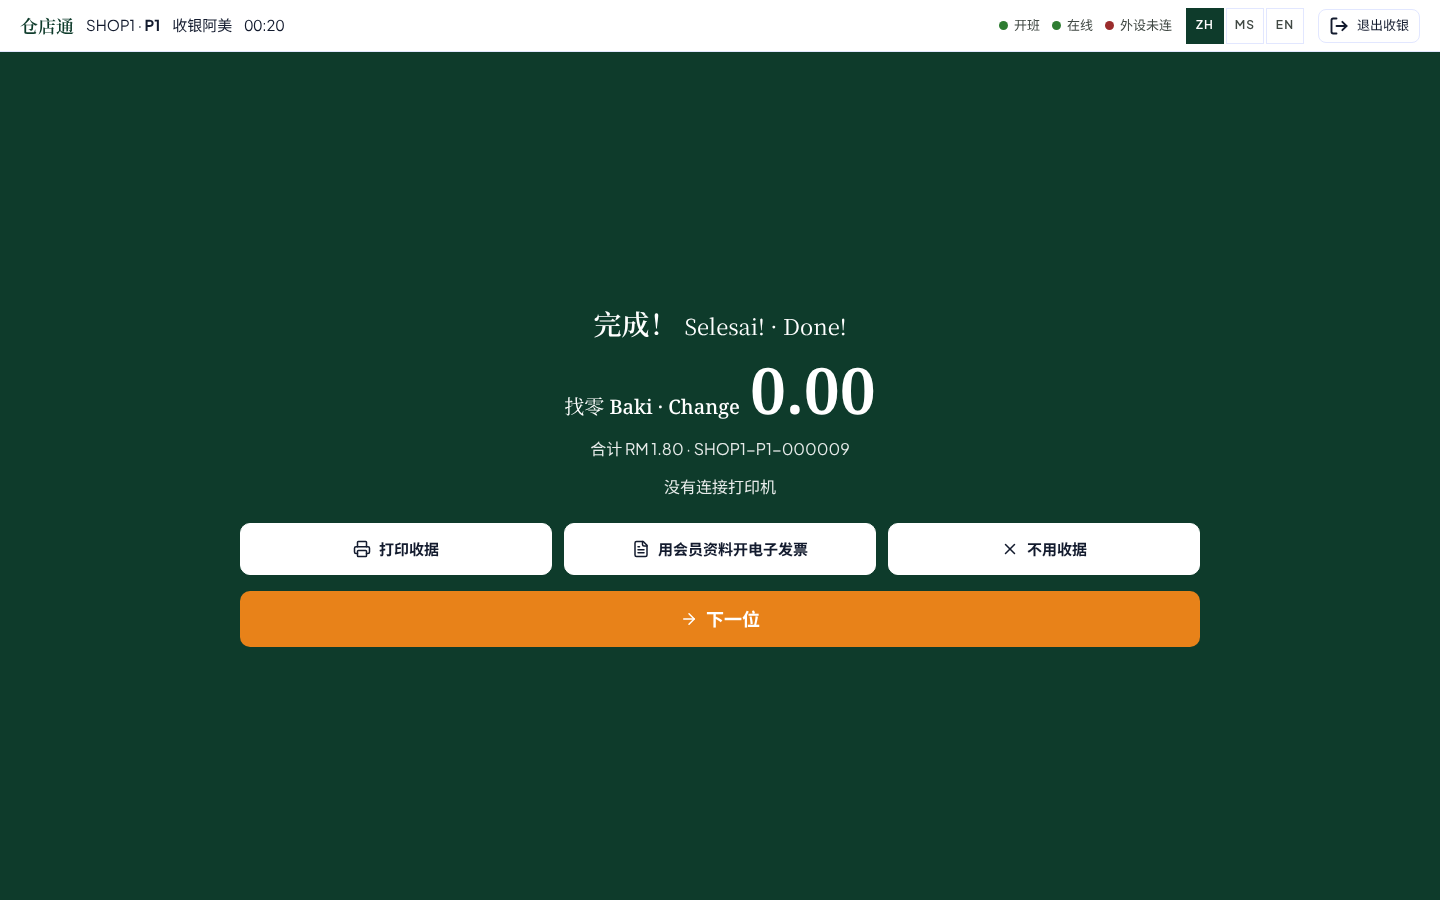 仓店通 SHOP1 · P1 收银阿美 00:20 开班 在线 外设未连 ZH MS EN 退出收银
完成！ Selesai! · Done!
找零 Baki · Change 0.00
合计 RM 1.80 · SHOP1-P1-000009
没有连接打印机
打印收据 用会员资料开电子发票 不用收据
下一位